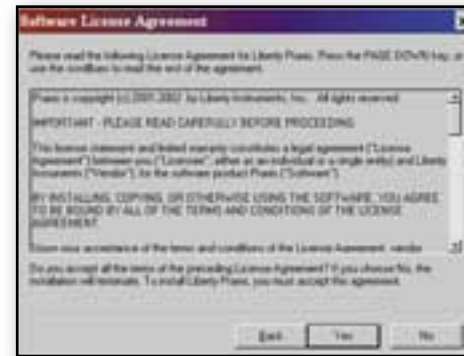 Software License Agreement
Please read the following License Agreement for Liberty Praxis. Press the PAGE DOWN key, or
use the scrollbars to read the rest of the agreement.
Praxis is copyright (c)2001-2002 by Liberty Instruments, Inc. All rights reserved
IMPORTANT - PLEASE READ CAREFULLY BEFORE PROCEEDING
This license statement and limited warranty constitutes a legal agreement ("License
Agreement") between you ("Licensee", either as an individual or a single entity) and Liberty
Instruments ("Vendor"), for the software product Praxis ("Software").
BY INSTALLING, COPYING, OR OTHERWISE USING THE SOFTWARE, YOU AGREE
TO BE BOUND BY ALL OF THE TERMS AND CONDITIONS OF THE LICENSE
AGREEMENT.
Upon your acceptance of the terms and conditions of the License Agreement, vendor
Do you accept all the terms of the preceding License Agreement? If you choose No, the
installation will terminate. To install Liberty Praxis, you must accept this agreement.
Back
Yes
No